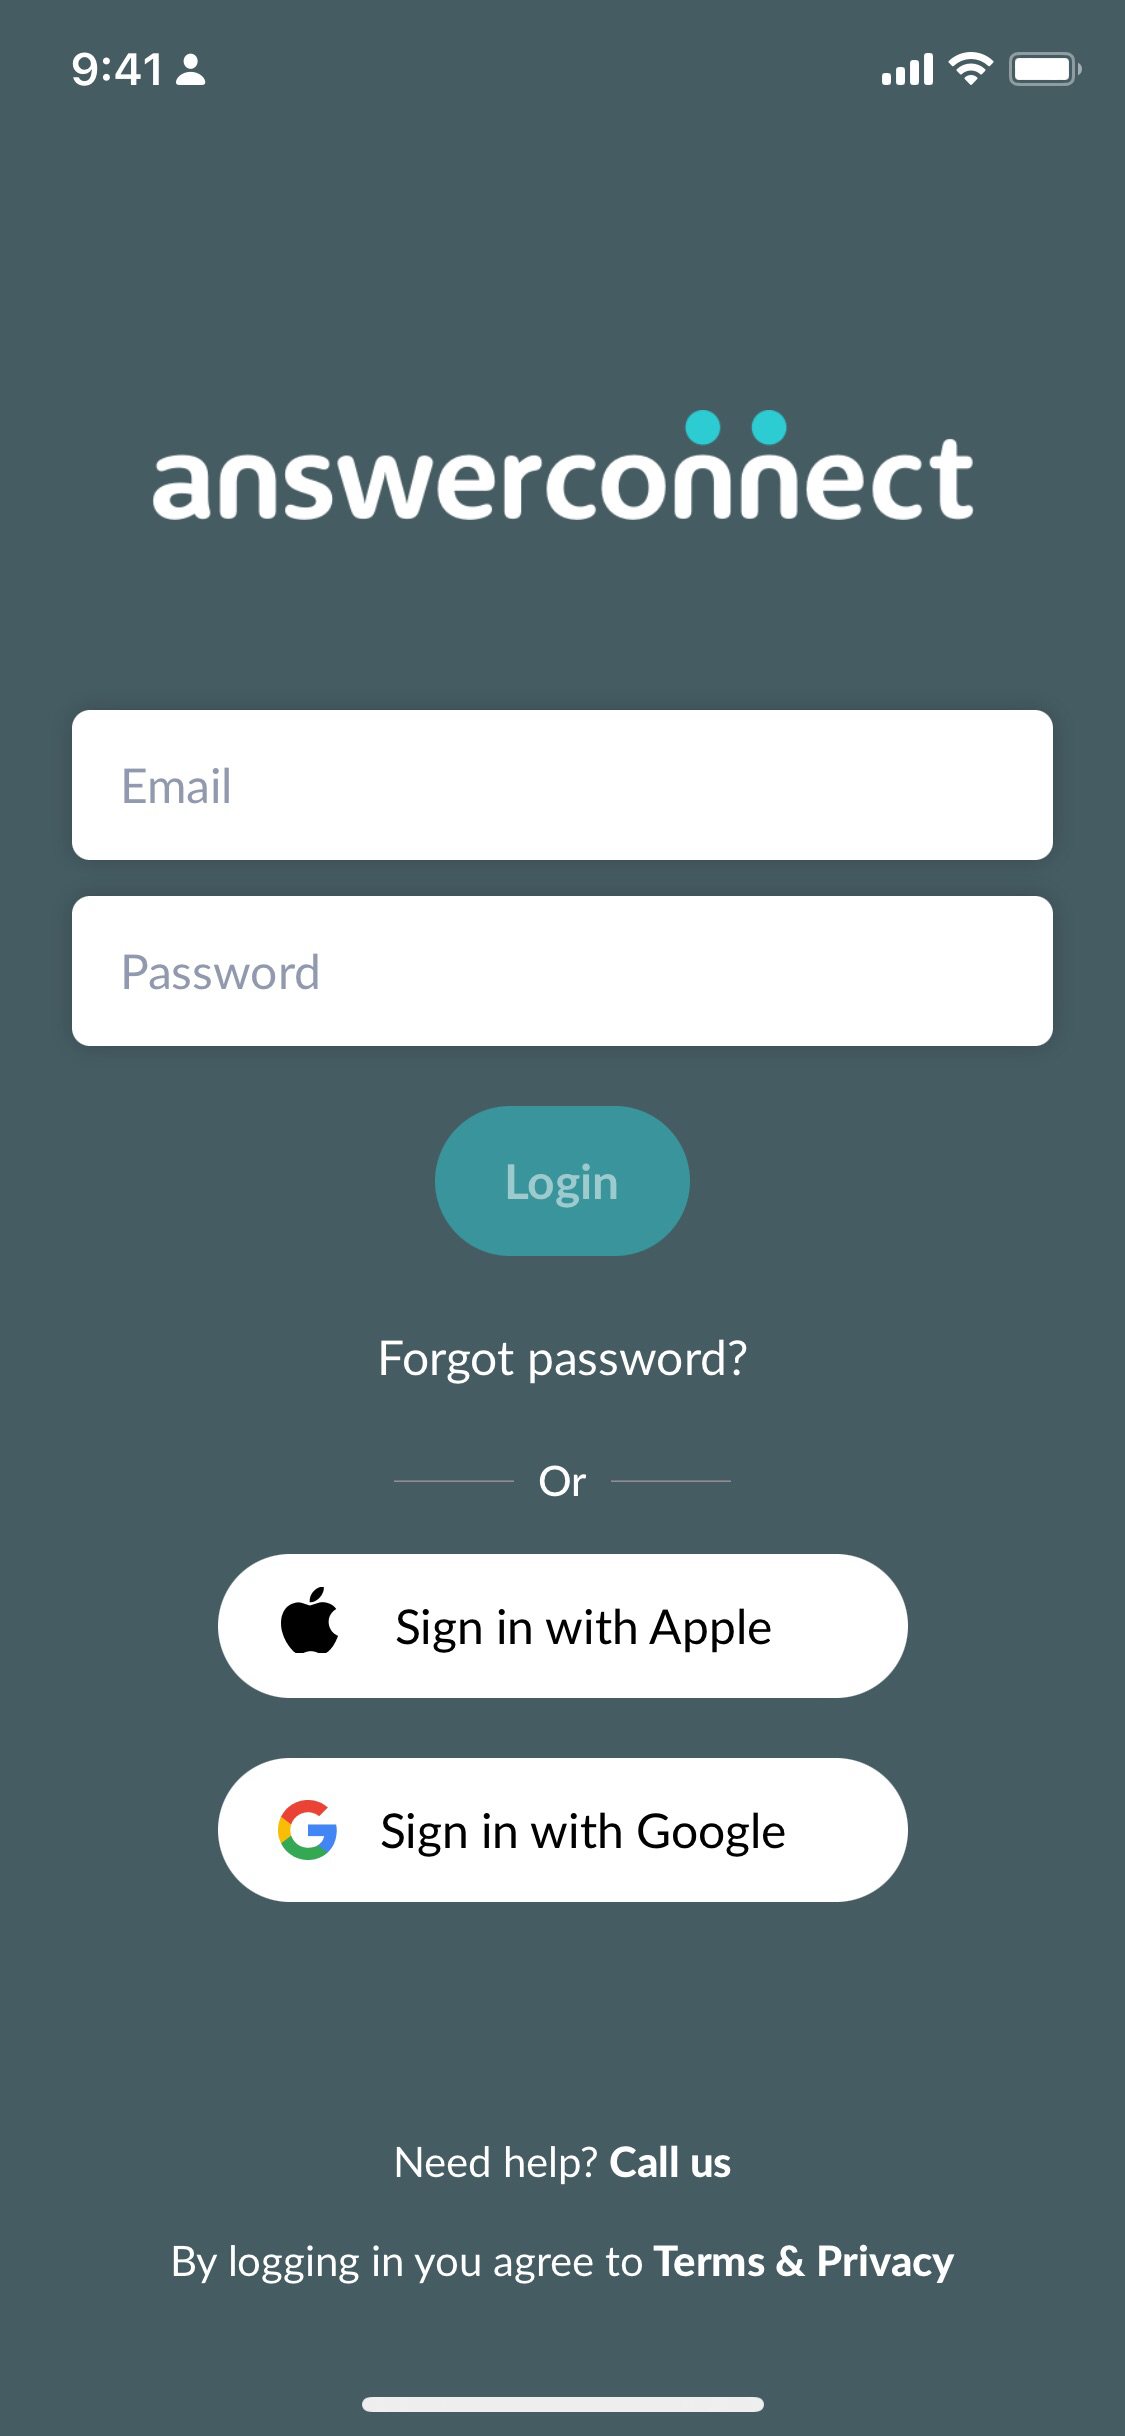 9:41
answerconnect
Email
Password
Login
Forgot password?
Or
Sign in with Apple
Sign in with Google
Need help? Call us
By logging in you agree to Terms & Privacy